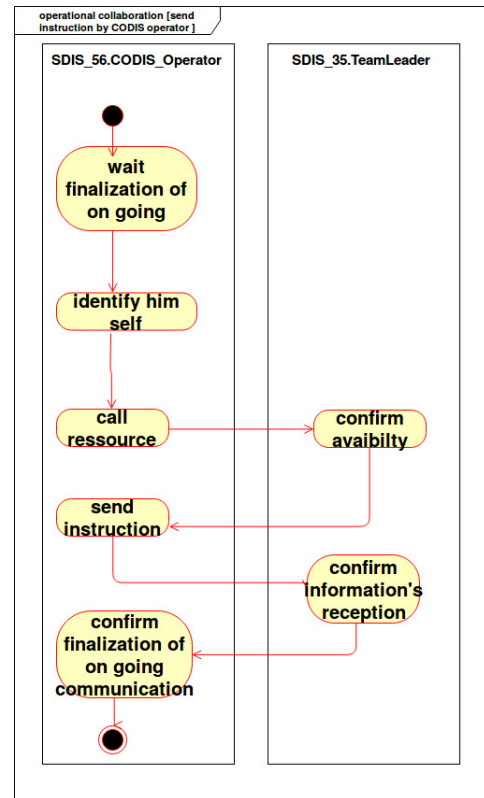 operational collaboration [send
instruction by CODIS operator ]
SDIS_56.CODIS_Operator
SDIS_35.TeamLeader
wait
finalization of
on going
identify him
self
call
ressource
confirm
avaibilty
send
instruction
confirm
information's
reception
confirm
finalization of
on going
communication